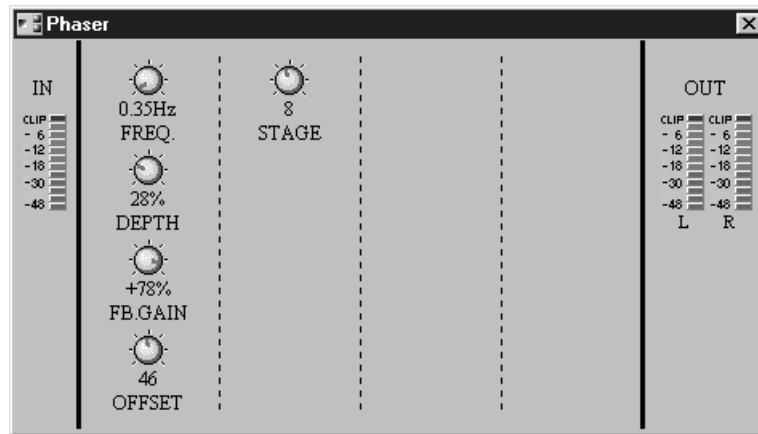 Phaser
IN
CLIP
- 6
-12
-18
-30
-48
0.35Hz
FREQ.
28%
DEPTH
+78%
FB.GAIN
46
OFFSET
8
STAGE
OUT
CLIP CLIP
- 6 - 6
-12 -12
-18 -18
-30 -30
-48 -48
L R